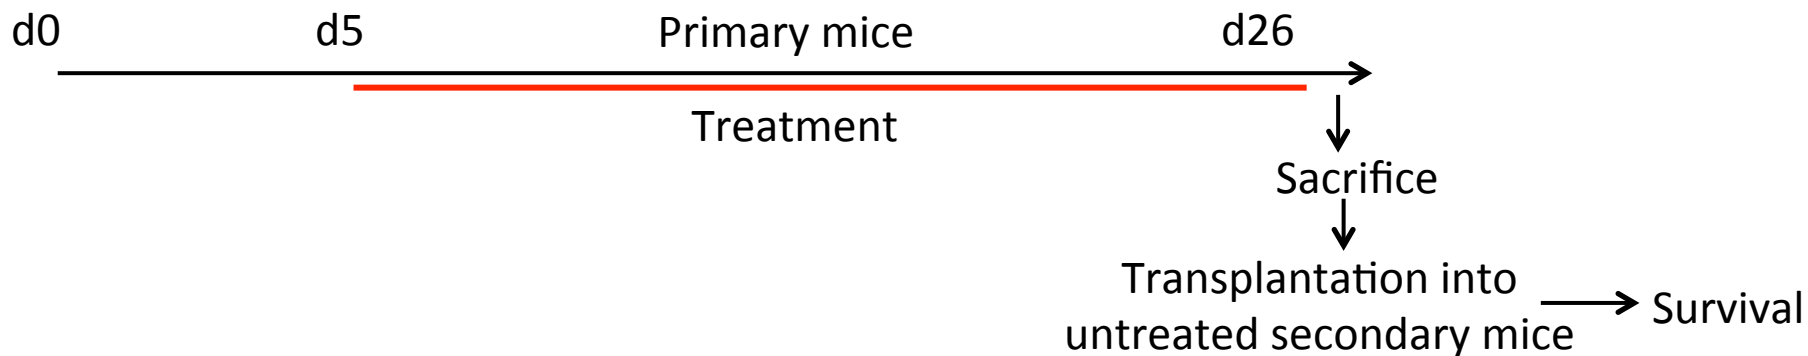 d0 d5 Primary mice d26
Treatment
Sacrifice
Transplantation into
untreated secondary mice
Survival